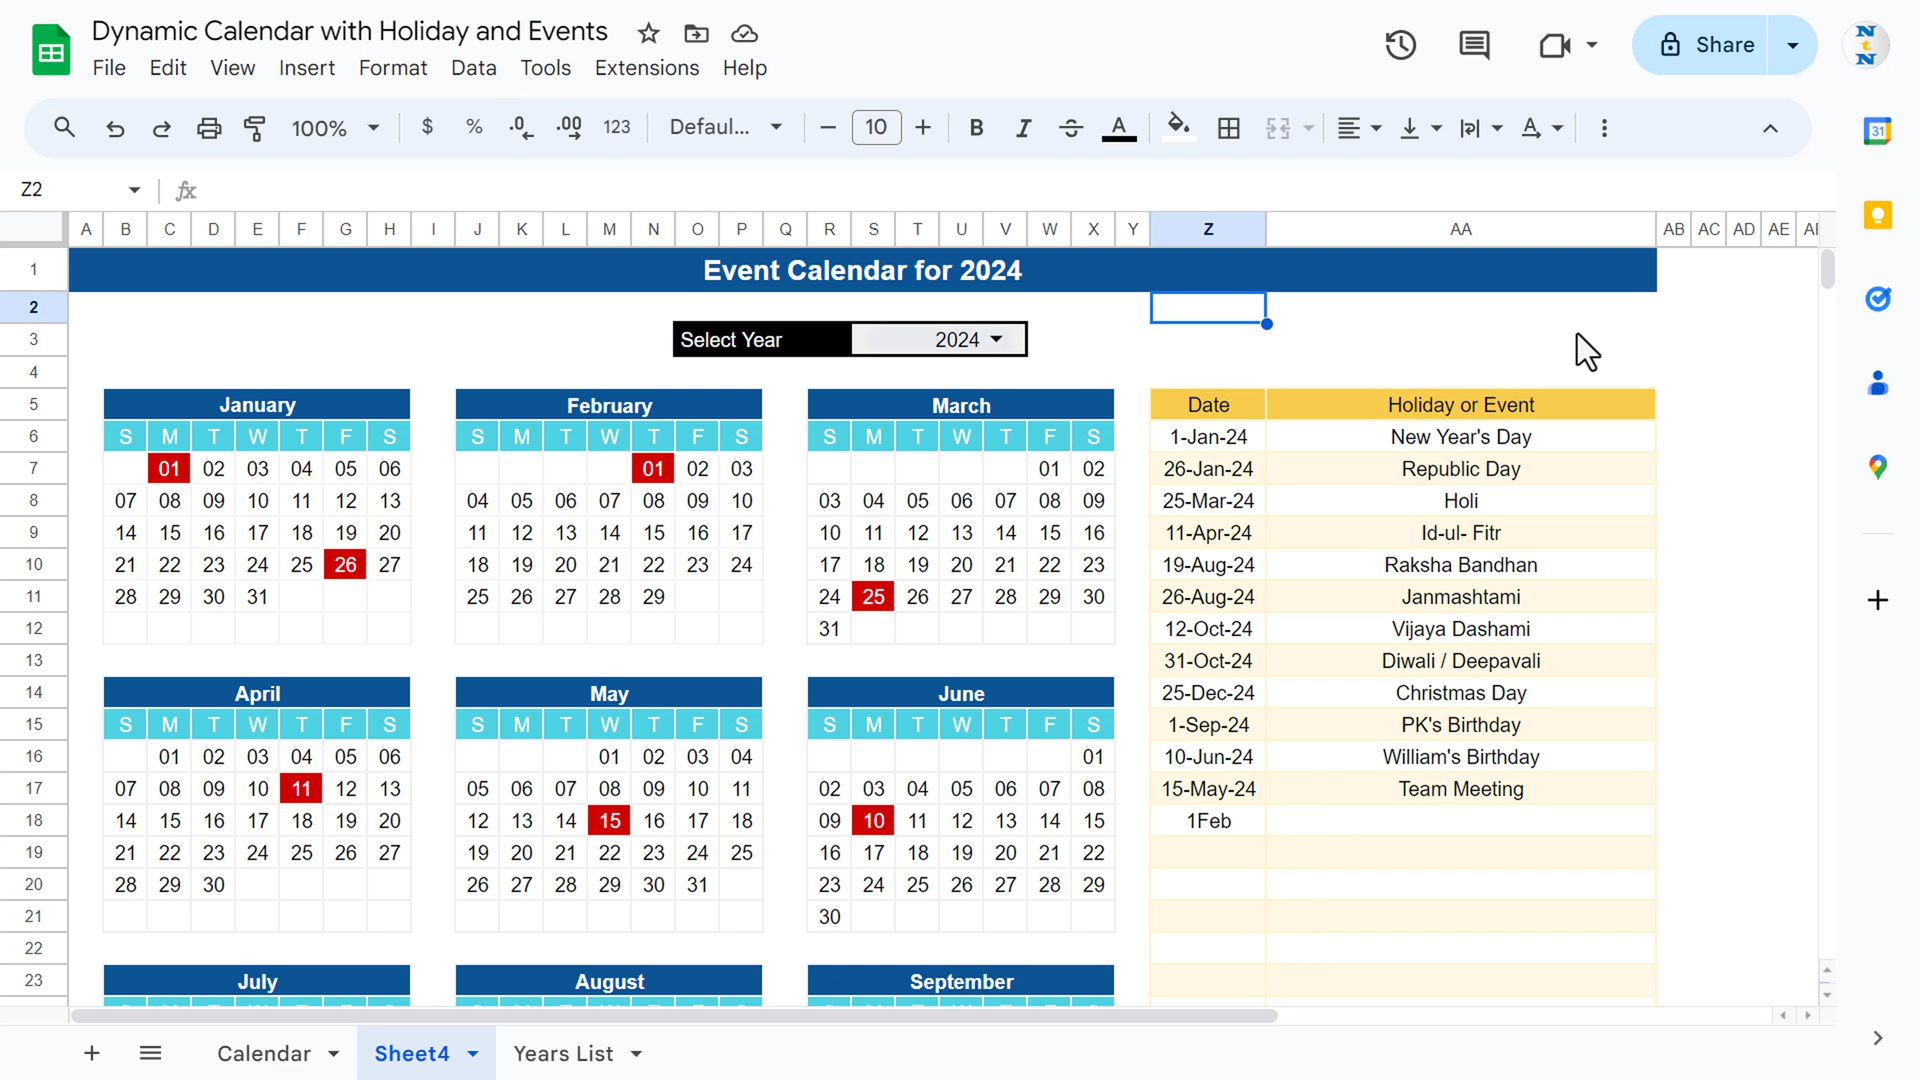 Dynamic Calendar with Holiday and Events
File Edit View Insert Format Data Tools Extensions Help
Share
NtN
100% $ % .0 .00 123 Defaul... 10 B I A A
31
Z2 fx
A B C D E F G H I J K L M N O P Q R S T U V W X Y Z AA AB AC AD AE
1 Event Calendar for 2024
2
3 Select Year 2024
4
5 January February March Date Holiday or Event
6 S M T W T F S S M T W T F S S M T W T F S 1-Jan-24 New Year's Day
7 01 02 03 04 05 06 01 02 03 01 02 26-Jan-24 Republic Day
8 07 08 09 10 11 12 13 04 05 06 07 08 09 10 03 04 05 06 07 08 09 25-Mar-24 Holi
9 14 15 16 17 18 19 20 11 12 13 14 15 16 17 10 11 12 13 14 15 16 11-Apr-24 Id-ul- Fitr
10 21 22 23 24 25 26 27 18 19 20 21 22 23 24 17 18 19 20 21 22 23 19-Aug-24 Raksha Bandhan
11 28 29 30 31 25 26 27 28 29 24 25 26 27 28 29 30 26-Aug-24 Janmashtami
12 31 12-Oct-24 Vijaya Dashami
13 31-Oct-24 Diwali / Deepavali
14 April May June 25-Dec-24 Christmas Day
15 S M T W T F S S M T W T F S S M T W T F S 1-Sep-24 PK's Birthday
16 01 02 03 04 05 06 01 02 03 04 01 10-Jun-24 William's Birthday
17 07 08 09 10 11 12 13 05 06 07 08 09 10 11 02 03 04 05 06 07 08 15-May-24 Team Meeting
18 14 15 16 17 18 19 20 12 13 14 15 16 17 18 09 10 11 12 13 14 15 1Feb
19 21 22 23 24 25 26 27 19 20 21 22 23 24 25 16 17 18 19 20 21 22
20 28 29 30 26 27 28 29 30 31 23 24 25 26 27 28 29
21 30
22
23 July August September
Calendar Sheet4 Years List